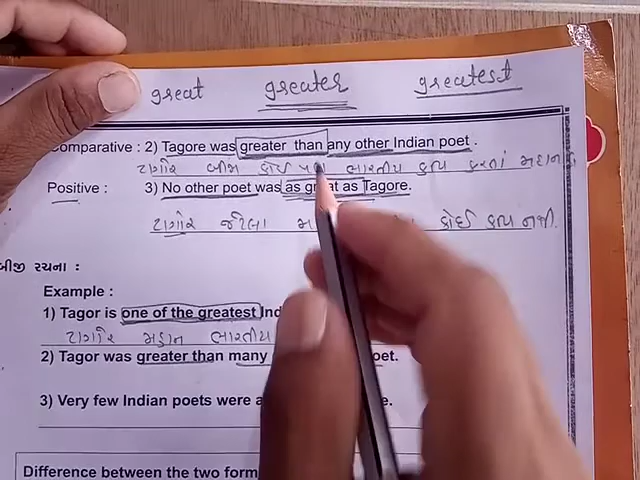 great greater greatest
Comparative : 2) Tagore was greater than any other Indian poet .
ટાગોર બીજા કોઈ પણ ભારતીય કવિ કરતાં મહાન
Positive : 3) No other poet was as great as Tagore.
ટાગોર જેવા કોઈ કવિ નથી.
બીજી રચના :
Example :
1) Tagor is one of the greatest Ind
ટાગોર મહાન ભારતીય
2) Tagor was greater than many poet.
3) Very few Indian poets were
Difference between the two form